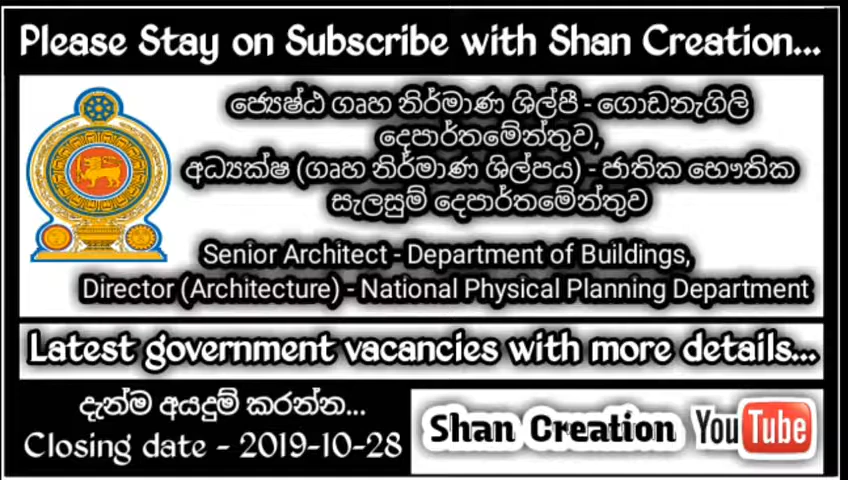 Please Stay on Subscribe with Shan Creation...
ජ්‍යෙෂ්ඨ ගෘහ නිර්මාණ ශිල්පී - ගොඩනැගිලි
දෙපාර්තමේන්තුව,
අධ්‍යක්ෂ (ගෘහ නිර්මාණ ශිල්පය) - ජාතික භෞතික
සැලසුම් දෙපාර්තමේන්තුව
Senior Architect - Department of Buildings,
Director (Architecture) - National Physical Planning Department
Latest government vacancies with more details...
දැන්ම අයදුම් කරන්න...
Closing date - 2019-10-28
Shan Creation YouTube